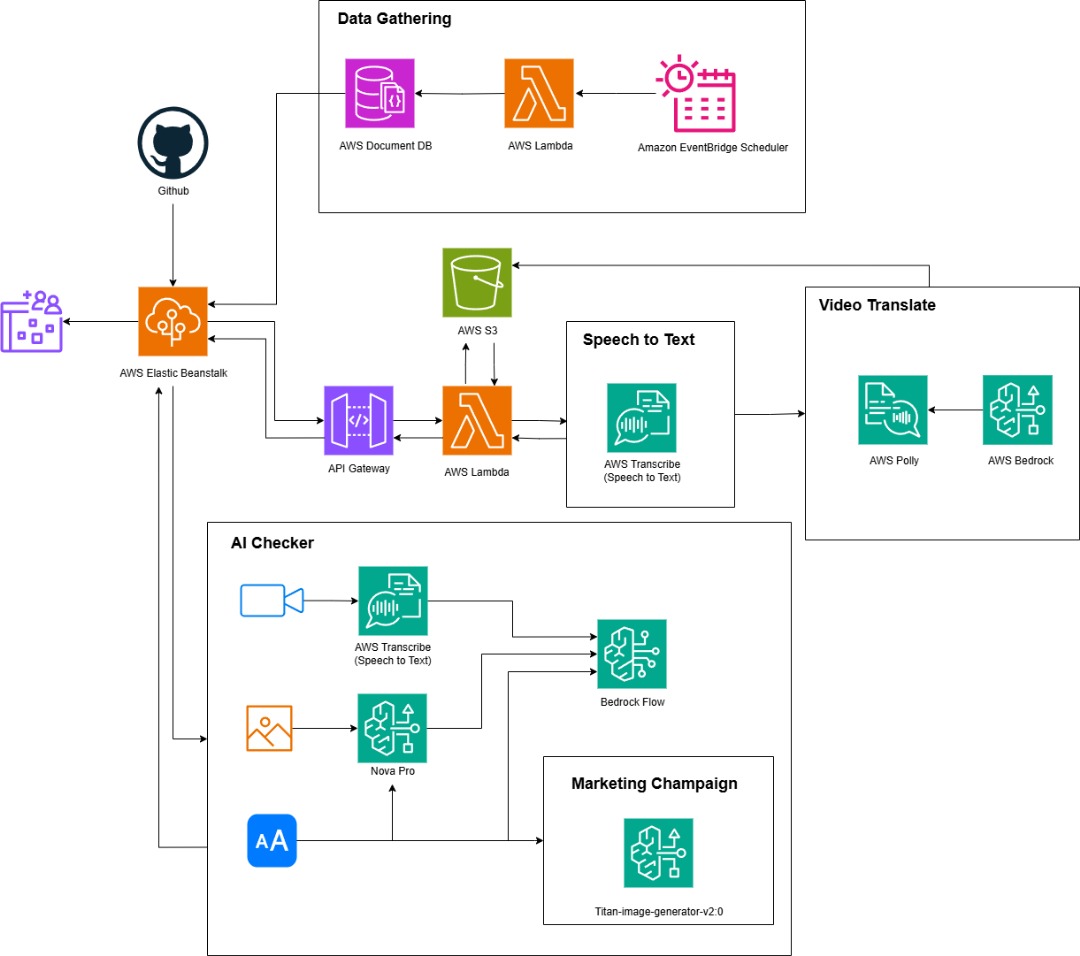 Data Gathering
AWS Document DB
AWS Lambda
Amazon EventBridge Scheduler
Github
AWS S3
Video Translate
Speech to Text
AWS Elastic Beanstalk
API Gateway
AWS Lambda
AWS Transcribe
(Speech to Text)
AWS Polly
AWS Bedrock
AI Checker
AWS Transcribe
(Speech to Text)
Bedrock Flow
Nova Pro
Marketing Champaign
AA
Titan-image-generator-v2:0